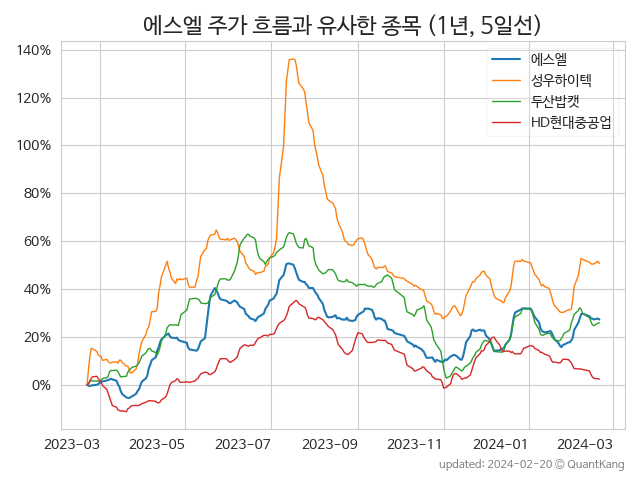 에스엘 주가 흐름과 유사한 종목 (1년, 5일선)
에스엘
성우하이텍
두산밥캣
HD현대중공업
140%
120%
100%
80%
60%
40%
20%
0%
2023-03 2023-05 2023-07 2023-09 2023-11 2024-01 2024-03
updated: 2024-02-20 © QuantKang